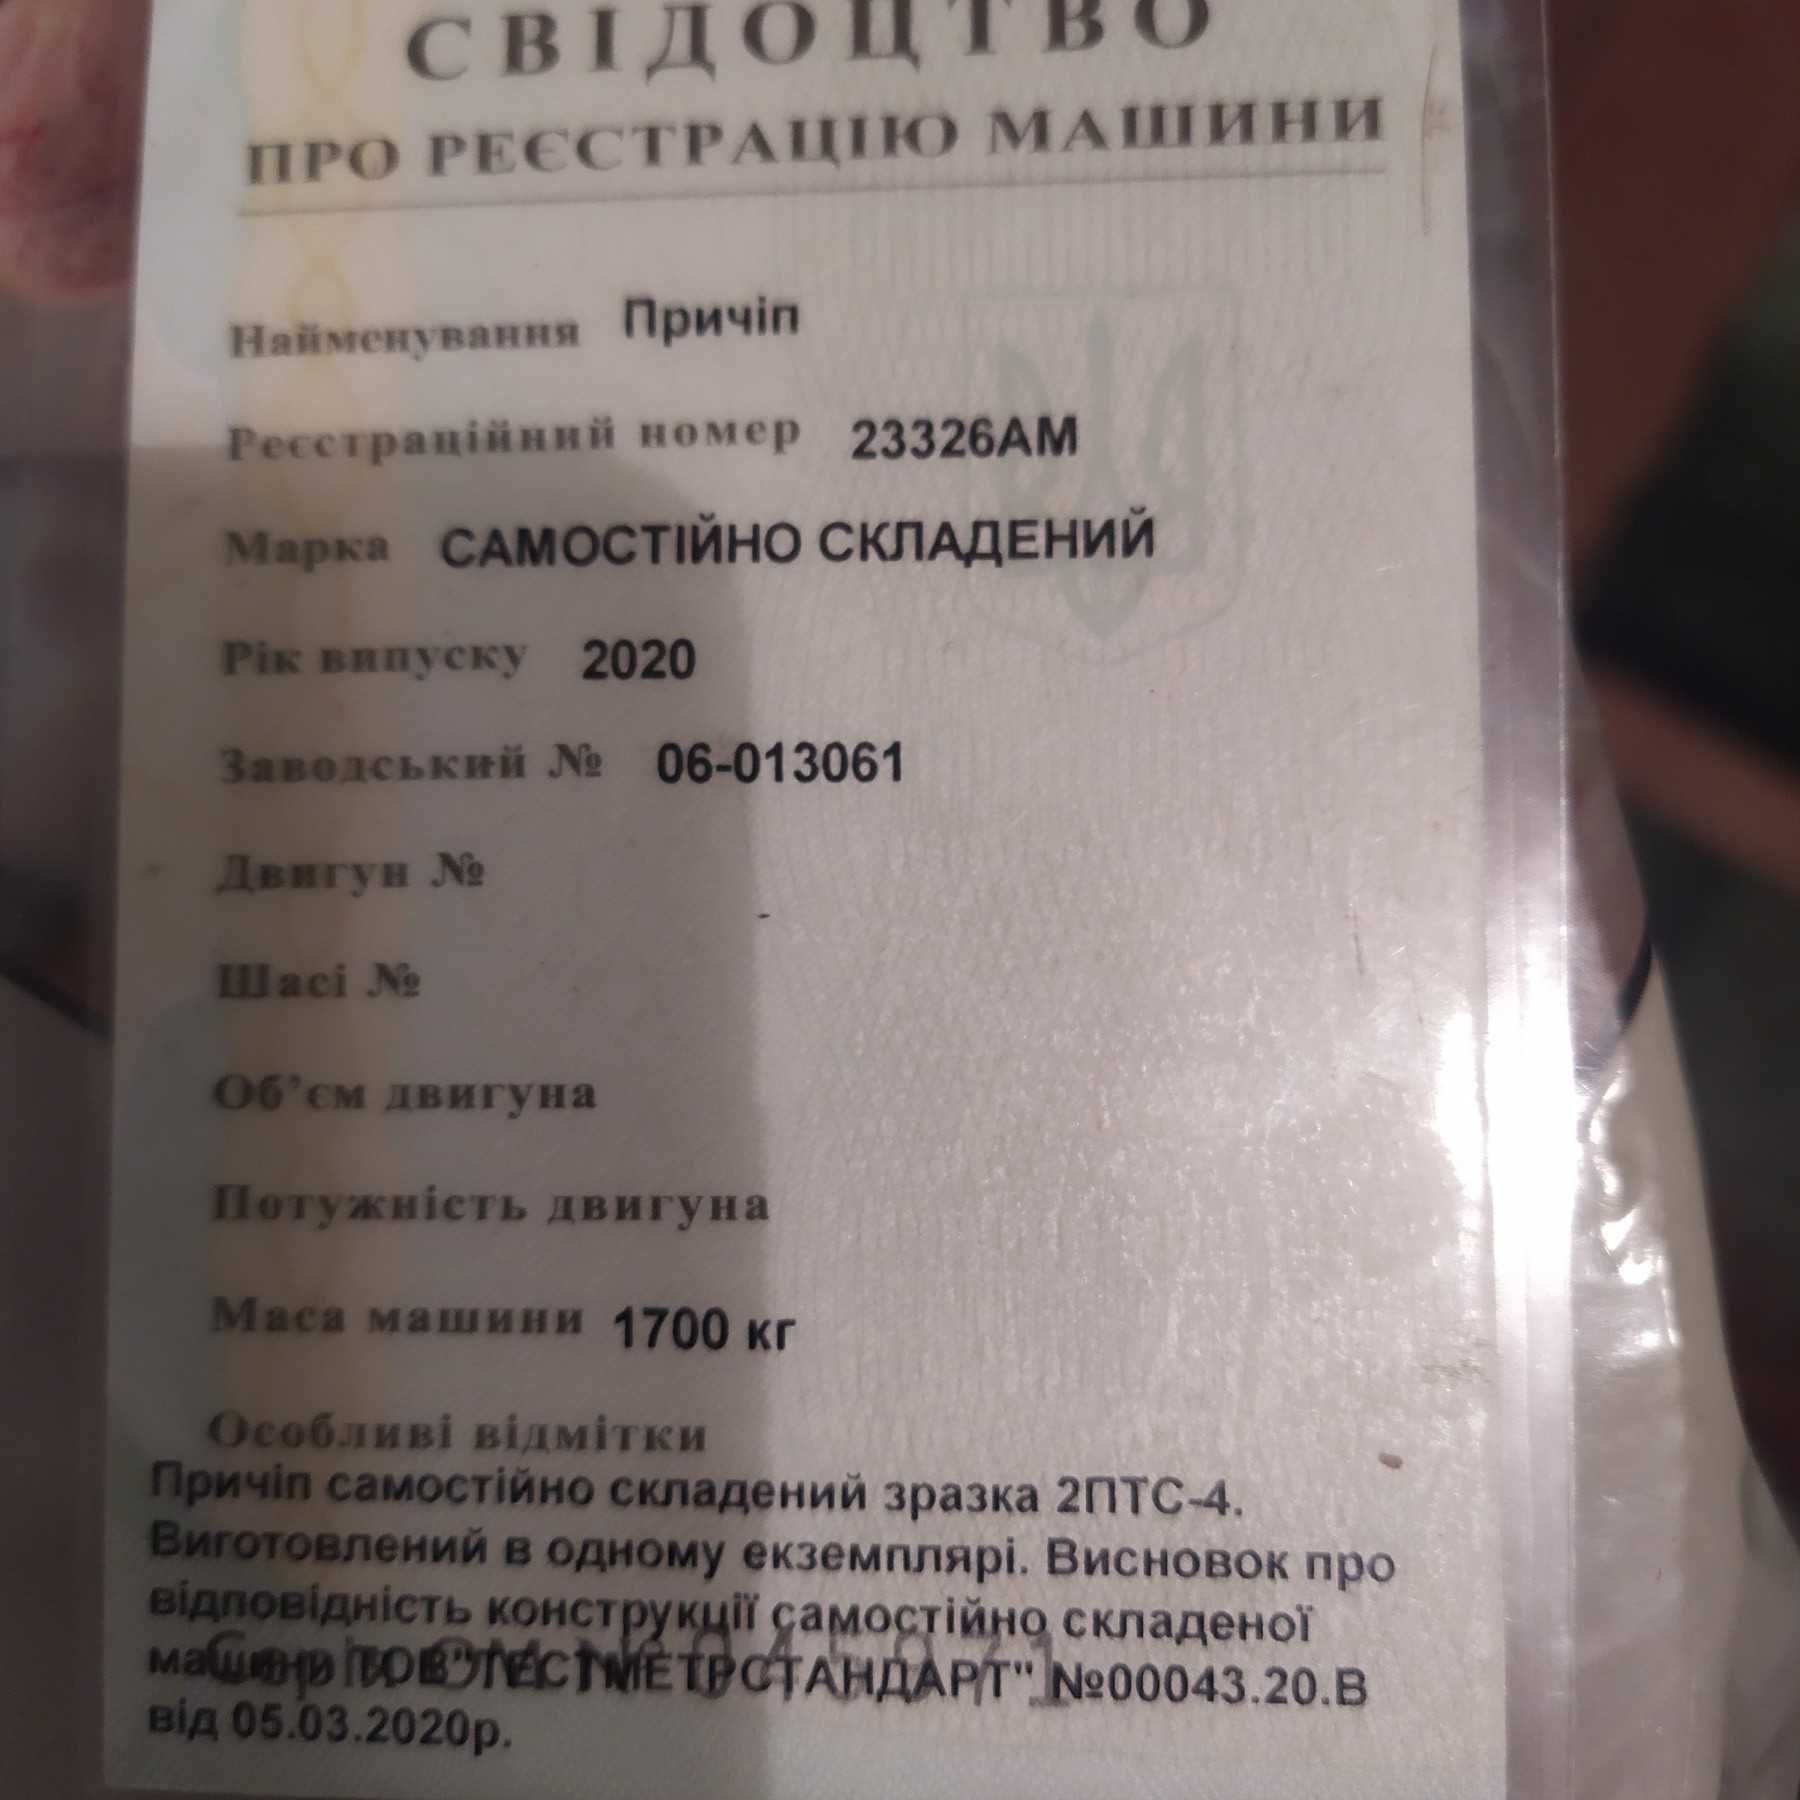 СВІДОЦТВО
ПРО РЕЄСТРАЦІЮ МАШИНИ
Найменування Причіп
Реєстраційний номер 23326АМ
Марка САМОСТІЙНО СКЛАДЕНИЙ
Рік випуску 2020
Заводський № 06-013061
Двигун №
Шасі №
Об’єм двигуна
Потужність двигуна
Маса машини 1700 кг
Особливі відмітки
Причіп самостійно складений зразка 2ПТС-4.
Виготовлений в одному екземплярі. Висновок про
відповідність конструкції самостійно складеної
машини ТОВ"ТЕСТМЕТРСТАНДАРТ" №00043.20.В
від 05.03.2020р.